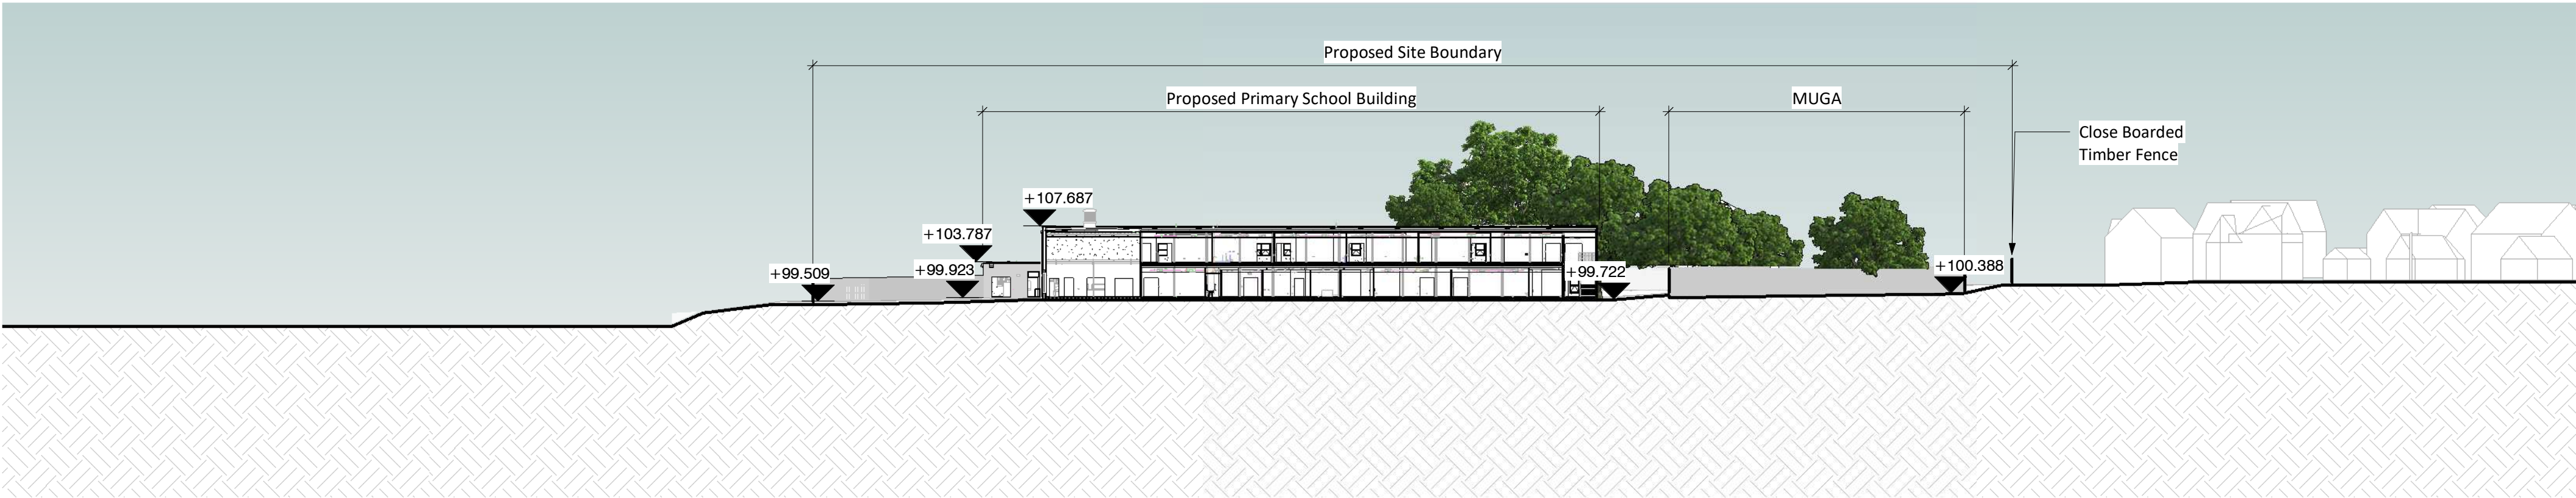 Proposed Site Boundary
Proposed Primary School Building
MUGA
Close Boarded
Timber Fence
+107.687
+103.787
+99.509
+99.923
+99.722
+100.388